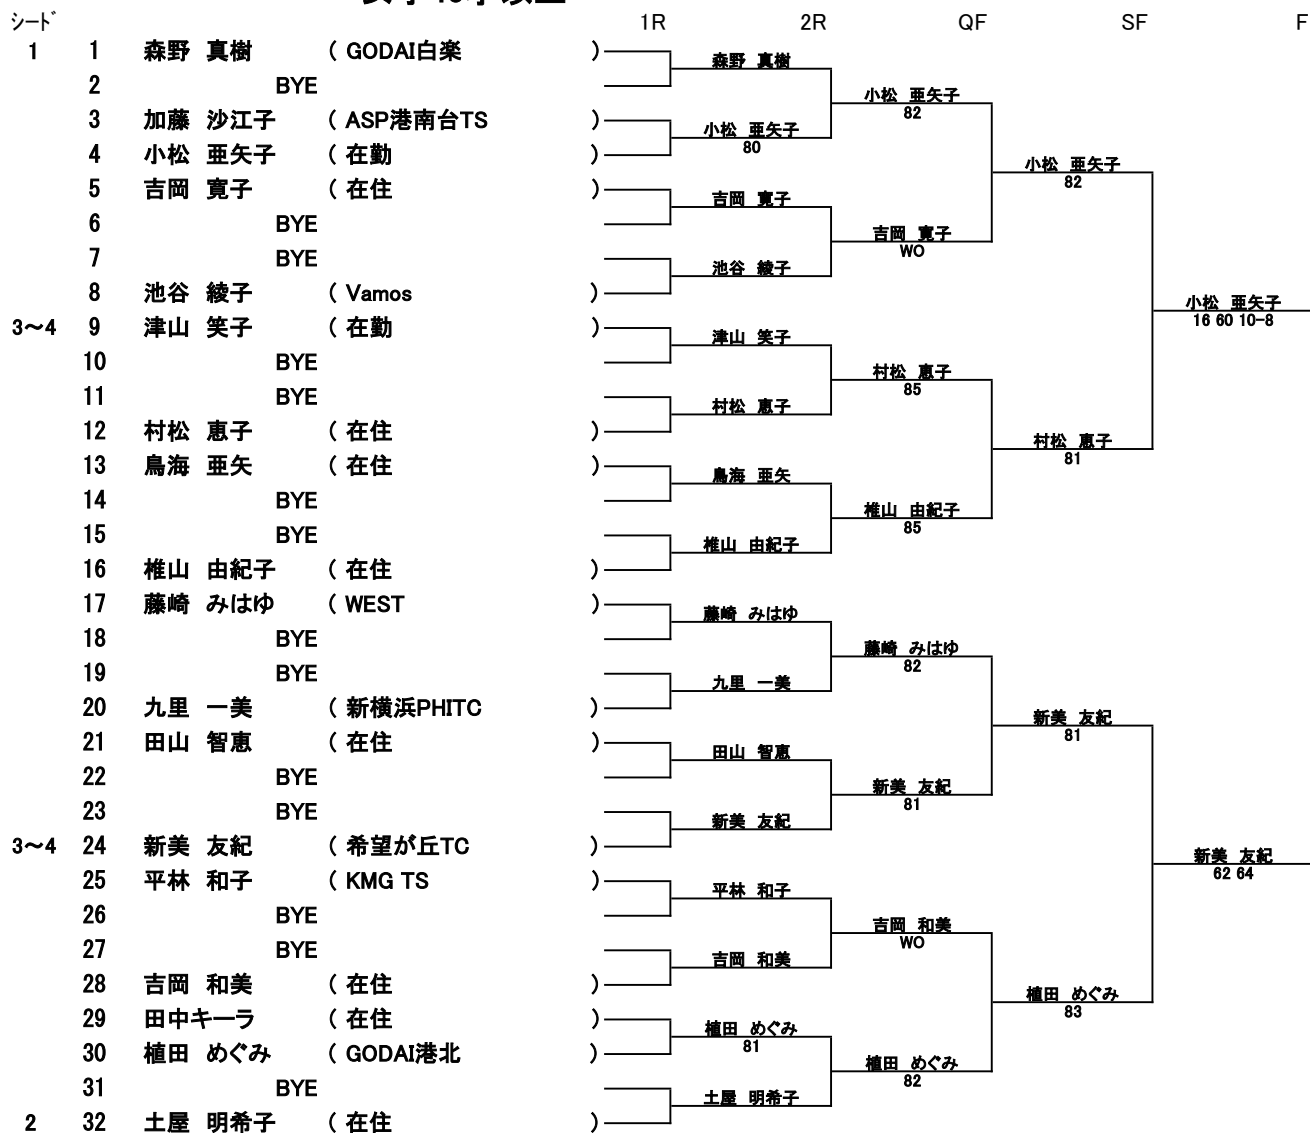 シード 1R 2R QF SF F
1 1 森野 真樹 ( GODAI白楽 )
森野 真樹
2 BYE
小松 亜矢子
82
3 加藤 沙江子 ( ASP港南台TS )
小松 亜矢子
80
4 小松 亜矢子 ( 在勤 )
小松 亜矢子
82
5 吉岡 寛子 ( 在住 )
吉岡 寛子
6 BYE
吉岡 寛子
WO
7 BYE
池谷 綾子
8 池谷 綾子 ( Vamos )
小松 亜矢子
16 60 10-8
3～4 9 津山 笑子 ( 在勤 )
津山 笑子
10 BYE
村松 恵子
85
11 BYE
村松 恵子
12 村松 恵子 ( 在住 )
村松 恵子
81
13 鳥海 亜矢 ( 在住 )
鳥海 亜矢
14 BYE
椎山 由紀子
85
15 BYE
椎山 由紀子
16 椎山 由紀子 ( 在住 )
17 藤崎 みはゆ ( WEST )
藤崎 みはゆ
18 BYE
藤崎 みはゆ
82
19 BYE
九里 一美
20 九里 一美 ( 新横浜PHITC )
新美 友紀
81
21 田山 智恵 ( 在住 )
田山 智恵
22 BYE
新美 友紀
81
23 BYE
新美 友紀
3～4 24 新美 友紀 ( 希望が丘TC )
新美 友紀
62 64
25 平林 和子 ( KMG TS )
平林 和子
26 BYE
吉岡 和美
WO
27 BYE
吉岡 和美
28 吉岡 和美 ( 在住 )
植田 めぐみ
83
29 田中キーラ ( 在住 )
植田 めぐみ
81
30 植田 めぐみ ( GODAI港北 )
植田 めぐみ
82
31 BYE
土屋 明希子
2 32 土屋 明希子 ( 在住 )